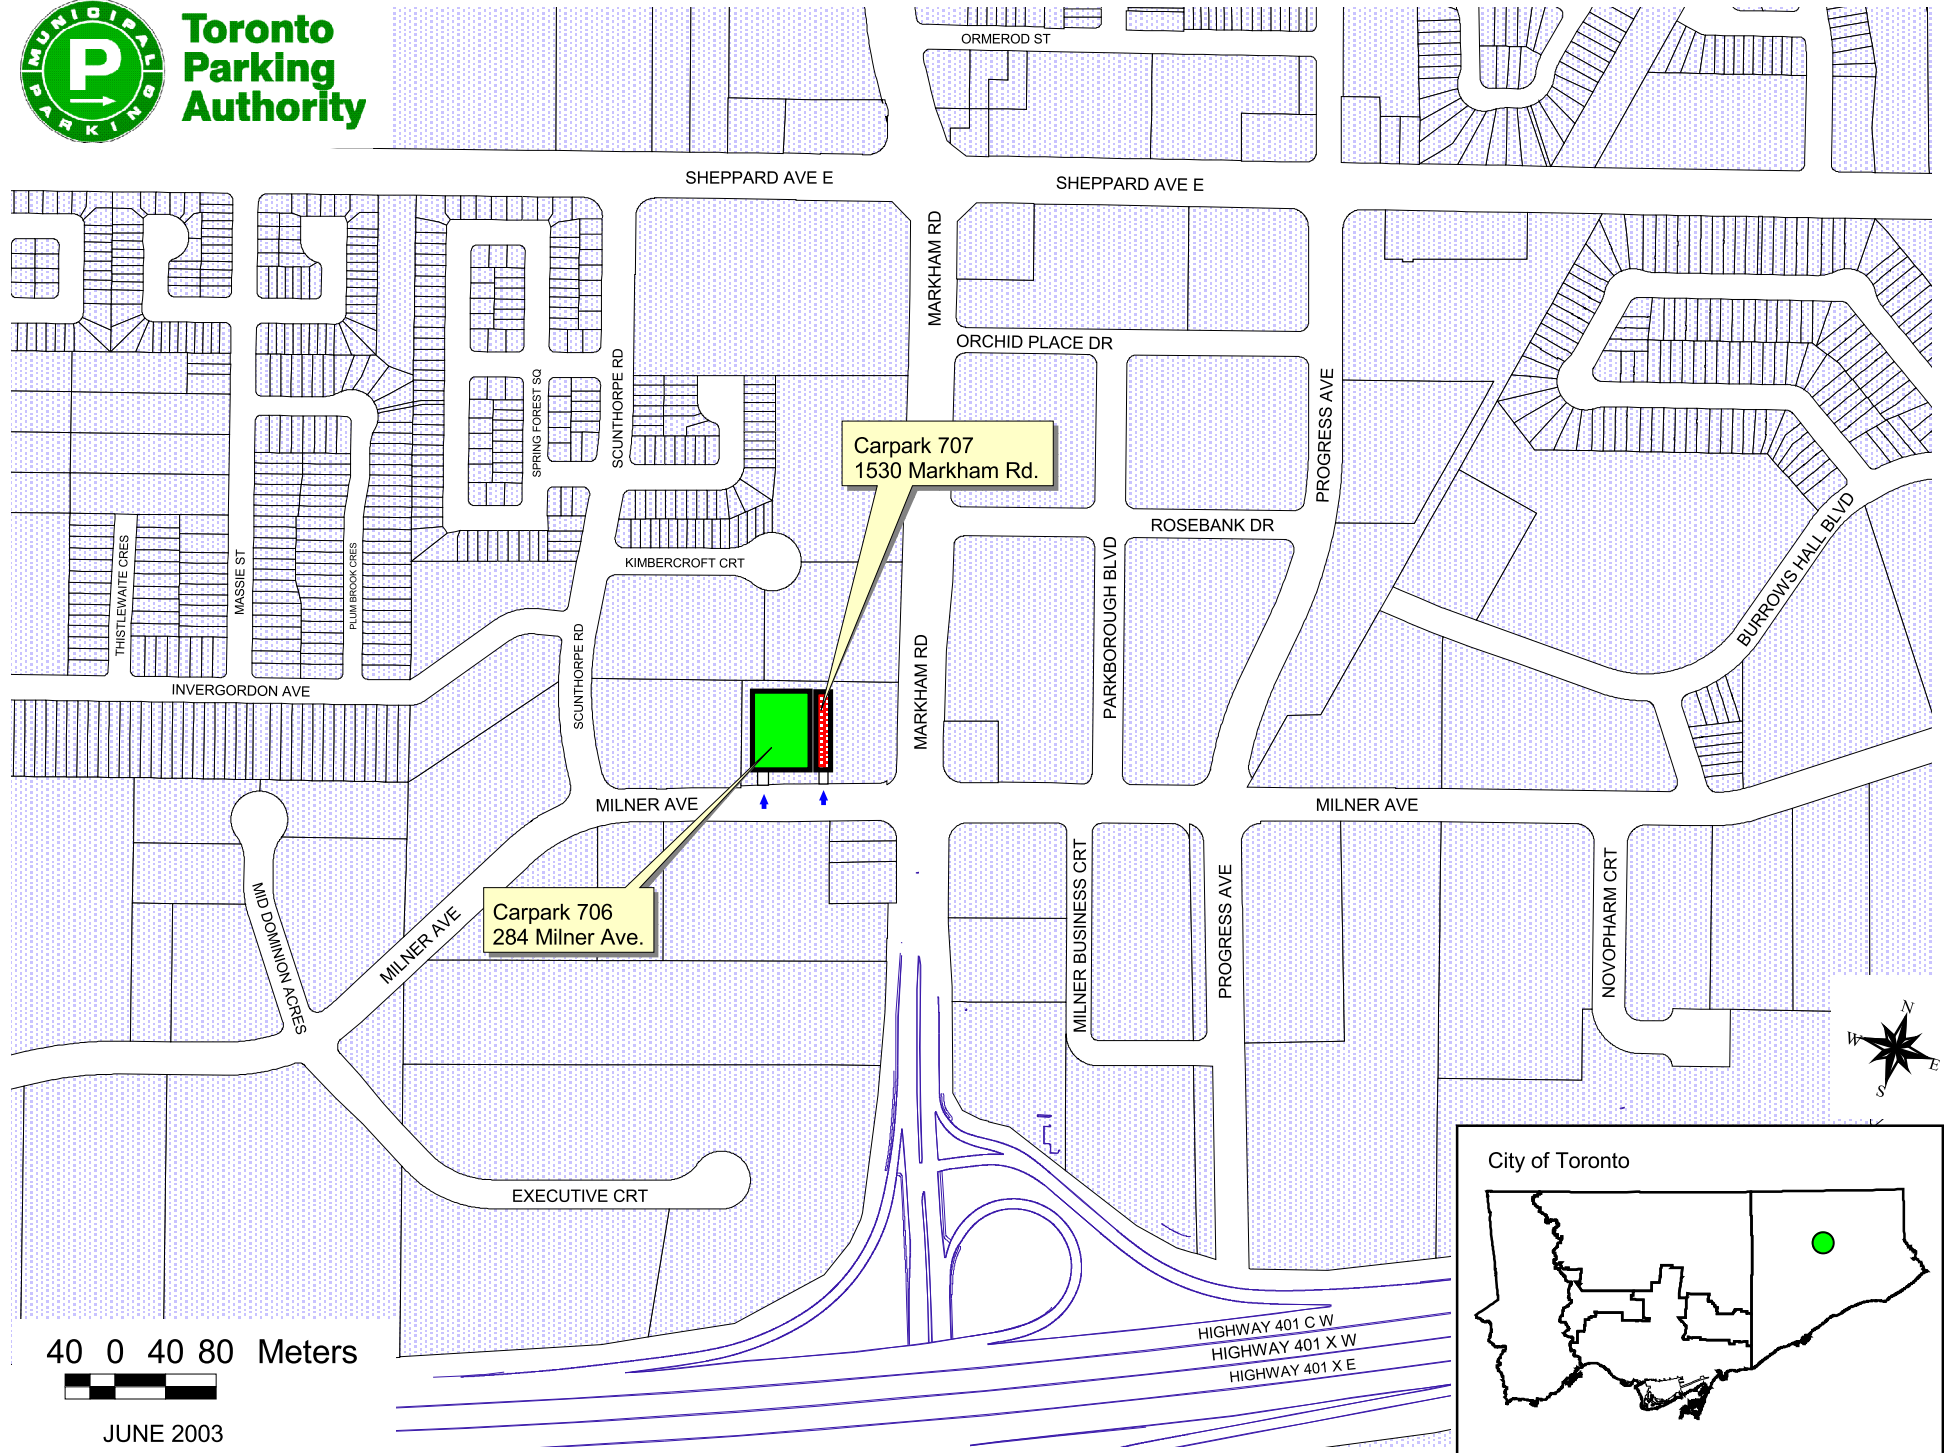 MUNICIPAL
P
PARKING
Toronto
Parking
Authority
ORMEROD ST
SHEPPARD AVE E
SHEPPARD AVE E
MARKHAM RD
ORCHID PLACE DR
SCUNTHORPE RD
SPRING FOREST SQ
PROGRESS AVE
Carpark 707
1530 Markham Rd.
ROSEBANK DR
BURROWS HALL BLVD
THISTLEWAITE CRES
MASSIE ST
PLUM BROOK CRES
KIMBERCROFT CRT
PARKBOROUGH BLVD
SCUNTHORPE RD
MARKHAM RD
INVERGORDON AVE
MILNER AVE
MILNER AVE
MID DOMINION ACRES
MILNER AVE
Carpark 706
284 Milner Ave.
MILNER BUSINESS CRT
PROGRESS AVE
NOVOPHARM CRT
N
W
E
S
EXECUTIVE CRT
City of Toronto
HIGHWAY 401 C W
HIGHWAY 401 X W
HIGHWAY 401 X E
40 0 40 80 Meters
JUNE 2003